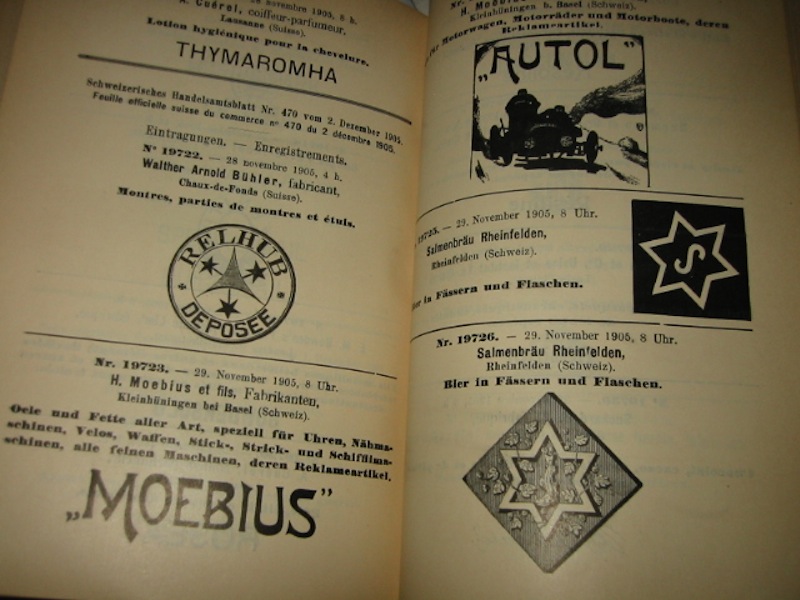 28 novembre 1905, 8 h.
A. Guérel, coiffeur-parfumeur,
Lausanne (Suisse).
Lotion hygiénique pour la chevelure.
THYMAROMHA
Schweizerisches Handelsamtsblatt Nr. 470 vom 2. Dezember 1905.
Feuille officielle suisse du commerce nº 470 du 2 décembre 1905.
Eintragungen. — Enregistrements.
Nº 19722. — 28 novembre 1905, 4 h.
Walther Arnold Bühler, fabricant,
Chaux-de-Fonds (Suisse).
Montres, parties de montres et étuis.
RELHUB
DEPOSÉE
Nr. 19723. — 29. November 1905, 8 Uhr.
H. Moebius et fils, Fabrikanten,
Kleinhüningen bei Basel (Schweiz).
Oele und Fette aller Art, speziell für Uhren, Nähma-
schinen, Velos, Waffen, Stick-, Strick- und Schifflima-
schinen, alle feinen Maschinen, deren Reklameartikel.
„MOEBIUS"
H. Moebius
Kleinhüningen b. Basel (Schweiz).
für Motorwagen, Motorräder und Motorboote, deren
Reklameartikel.
„AUTOL"
19725. — 29. November 1905, 8 Uhr.
Salmenbräu Rheinfelden,
Rheinfelden (Schweiz).
Bier in Fässern und Flaschen.
S
Nr. 19726. — 29. November 1905, 8 Uhr.
Salmenbräu Rheinfelden,
Rheinfelden (Schweiz).
Bier in Fässern und Flaschen.